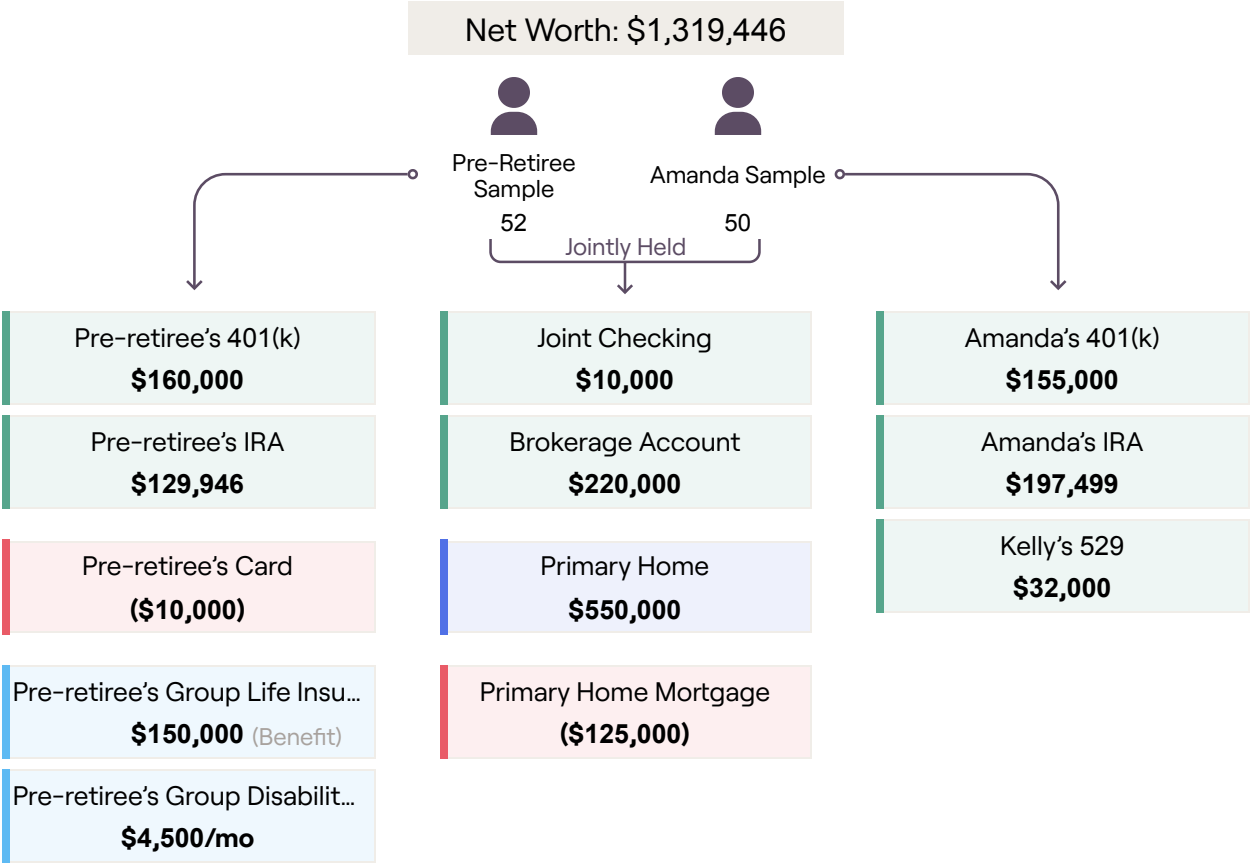 Net Worth: $1,319,446
Pre-Retiree
Sample
52
Amanda Sample
50
Jointly Held
Pre-retiree’s 401(k)
$160,000
Pre-retiree’s IRA
$129,946
Pre-retiree’s Card
($10,000)
Pre-retiree’s Group Life Insu...
$150,000 (Benefit)
Pre-retiree’s Group Disabilit...
$4,500/mo
Joint Checking
$10,000
Brokerage Account
$220,000
Primary Home
$550,000
Primary Home Mortgage
($125,000)
Amanda’s 401(k)
$155,000
Amanda’s IRA
$197,499
Kelly’s 529
$32,000